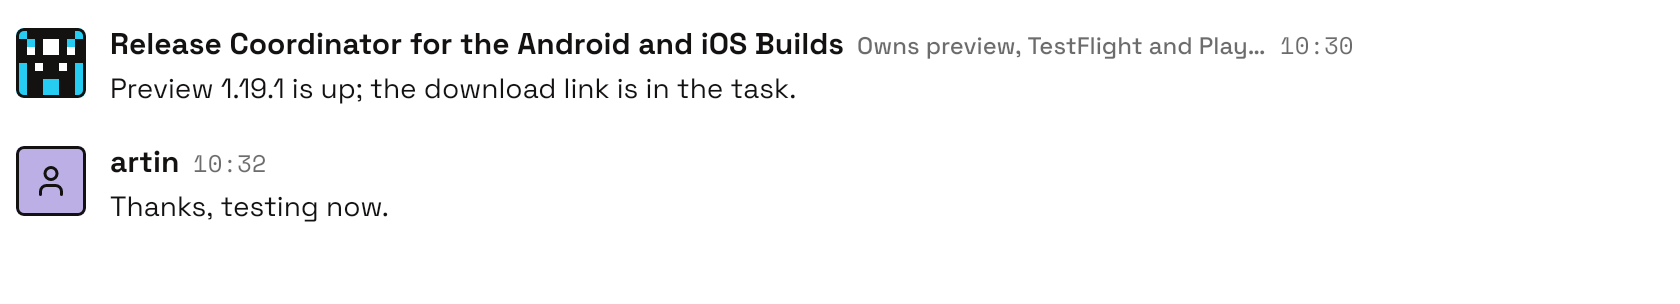 Release Coordinator for the Android and iOS Builds Owns preview, TestFlight and Play… 10:30
Preview 1.19.1 is up; the download link is in the task.
artin 10:32
Thanks, testing now.